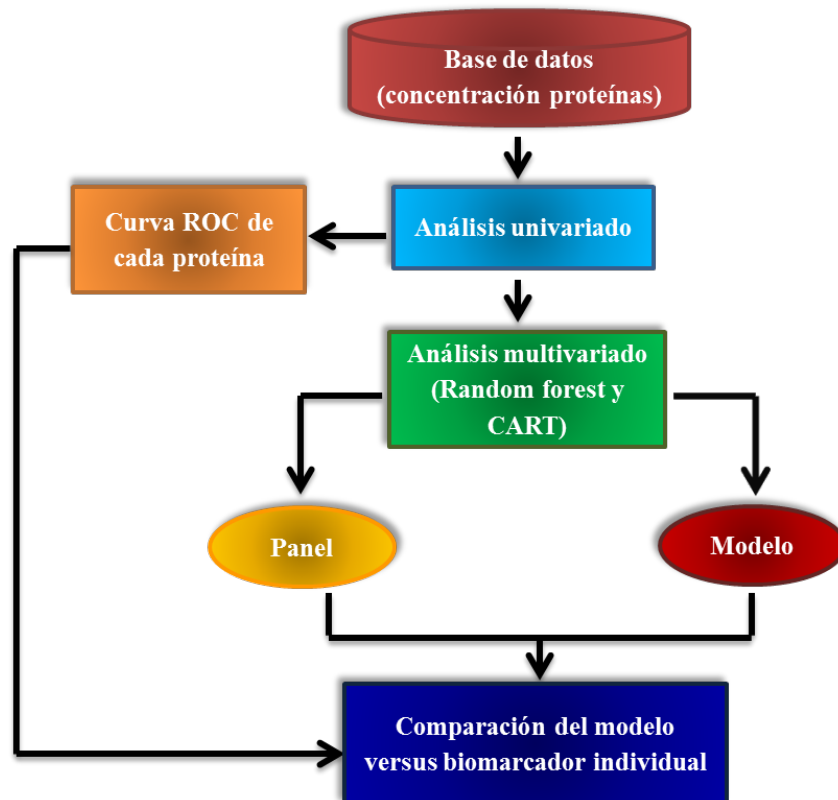 Base de datos
(concentración proteínas)
Curva ROC de
cada proteína
Análisis univariado
Análisis multivariado
(Random forest y
CART)
Panel
Modelo
Comparación del modelo
versus biomarcador individual